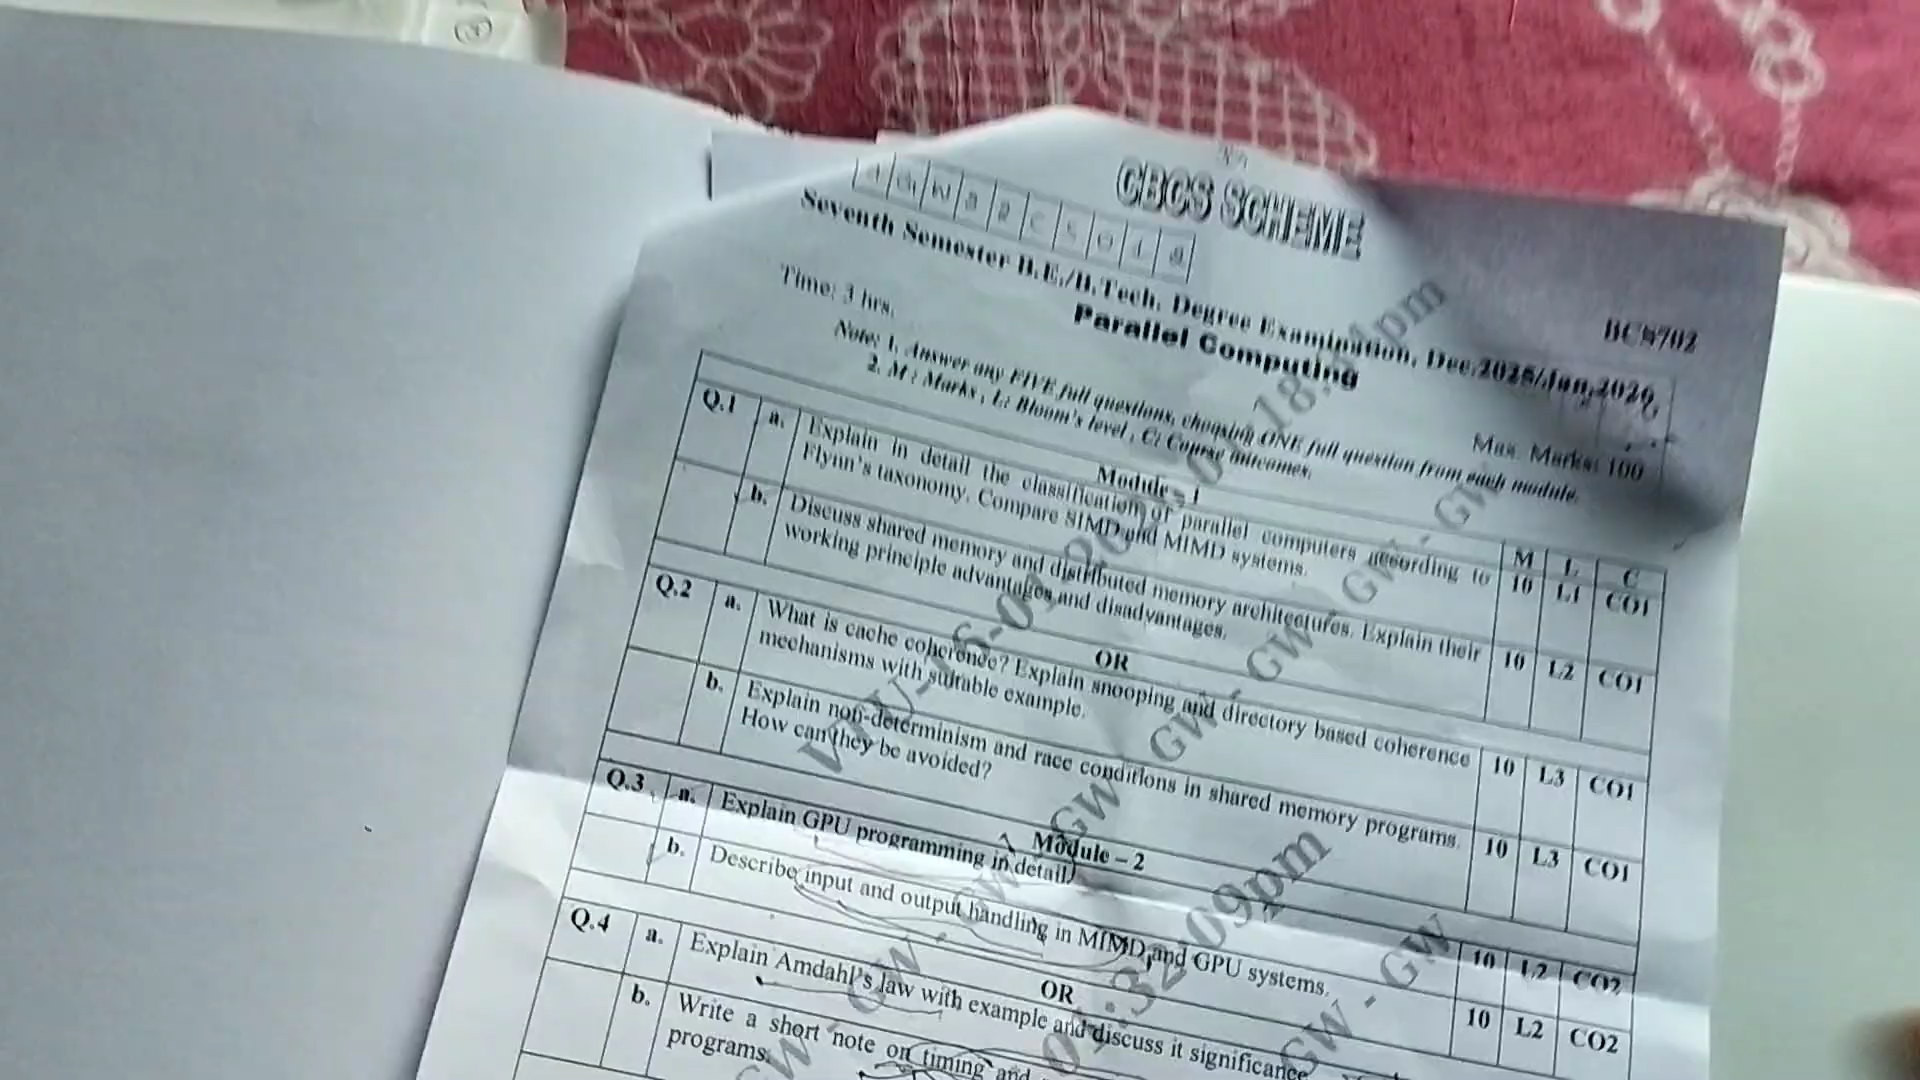 CBCS SCHEME
BCS702
Seventh Semester B.E./B.Tech. Degree Examination, Dec.2025/Jan.2026
Parallel Computing
Time: 3 hrs.
Max. Marks: 100
Note: 1. Answer any FIVE full questions, choosing ONE full question from each module.
2. M : Marks , L: Bloom's level , C: Course outcomes.
Module - 1
M L C
Q.1 a. Explain in detail the classification of parallel computers according to 10 L1 CO1
Flynn's taxonomy. Compare SIMD and MIMD systems.
b. Discuss shared memory and distributed memory architectures. Explain their 10 L2 CO1
working principle advantages and disadvantages.
OR
Q.2 a. What is cache coherence? Explain snooping and directory based coherence 10 L3 CO1
mechanisms with suitable example.
b. Explain non-determinism and race conditions in shared memory programs. 10 L3 CO1
How can they be avoided?
Module – 2
Q.3 a. Explain GPU programming in detail. 10 L2 CO2
b. Describe input and output handling in MIMD and GPU systems. 10 L2 CO2
OR
Q.4 a. Explain Amdahl's law with example and discuss it significance
b. Write a short note on timing and
programs.